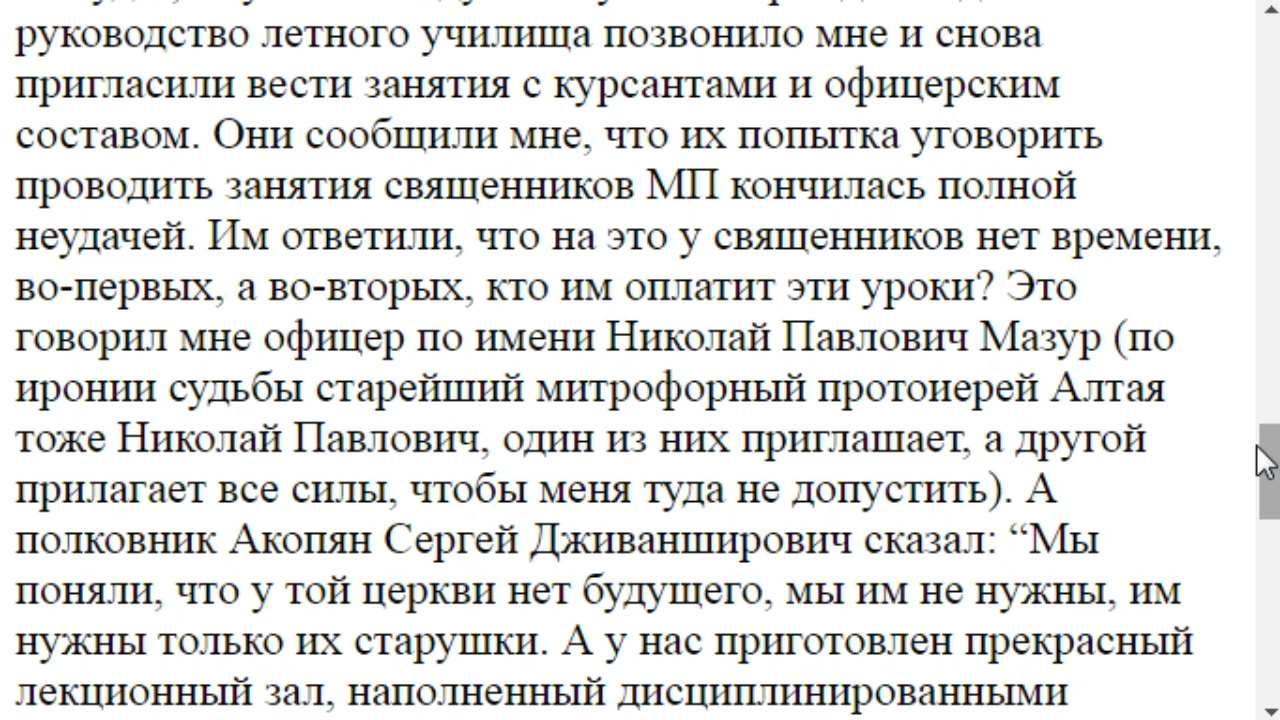 руководство летного училища позвонило мне и снова
пригласили вести занятия с курсантами и офицерским
составом. Они сообщили мне, что их попытка уговорить
проводить занятия священников МП кончилась полной
неудачей. Им ответили, что на это у священников нет времени,
во-первых, а во-вторых, кто им оплатит эти уроки? Это
говорил мне офицер по имени Николай Павлович Мазур (по
иронии судьбы старейший митрофорный протоиерей Алтая
тоже Николай Павлович, один из них приглашает, а другой
прилагает все силы, чтобы меня туда не допустить). А
полковник Акопян Сергей Дживанширович сказал: “Мы
поняли, что у той церкви нет будущего, мы им не нужны, им
нужны только их старушки. А у нас приготовлен прекрасный
лекционный зал, наполненный дисциплинированными